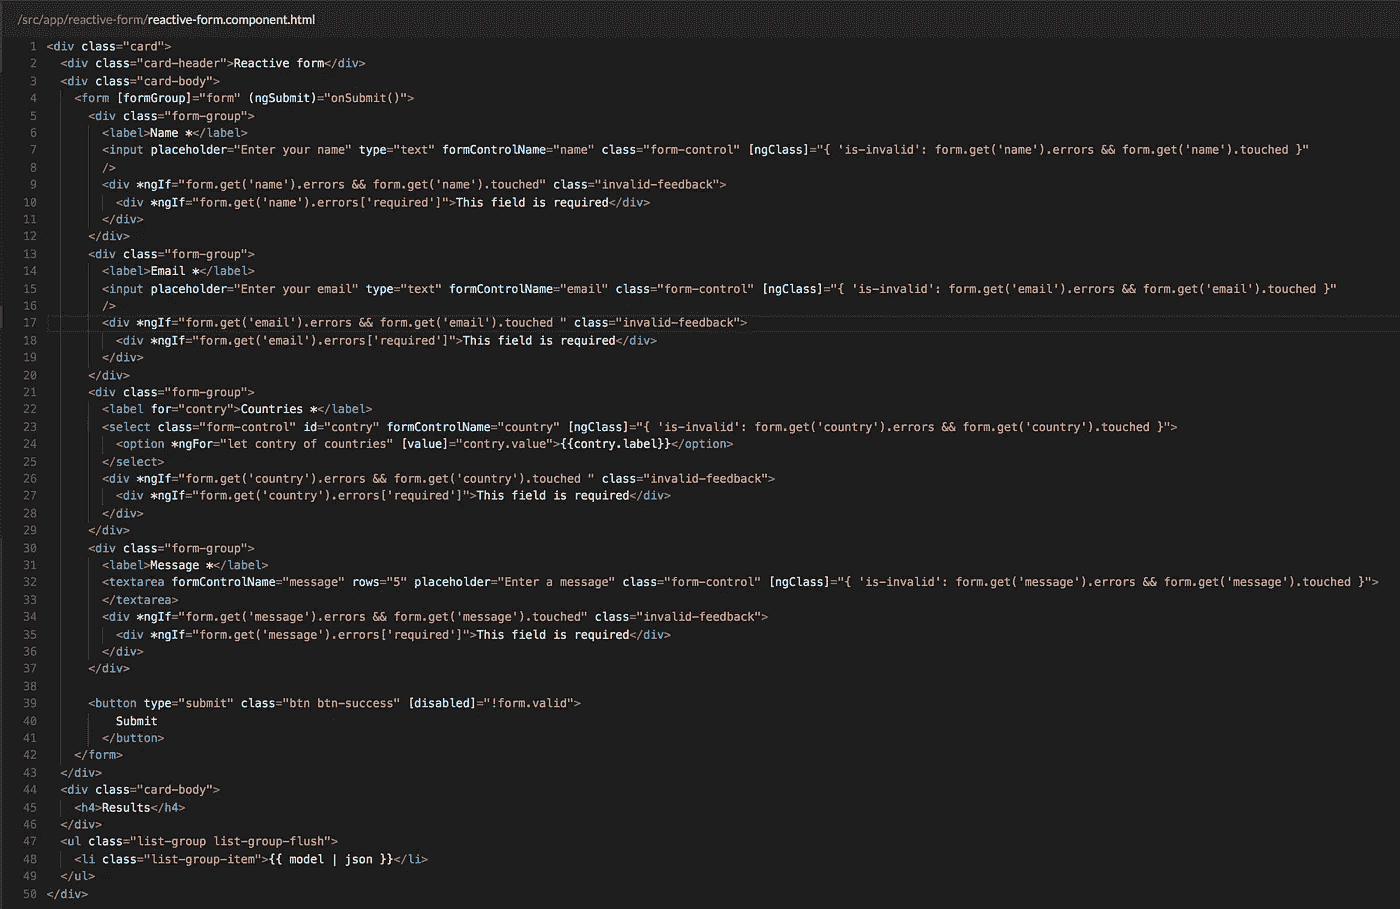 /src/app/reactive-form/reactive-form.component.html
1 <div class="card">
2 <div class="card-header">Reactive form</div>
3 <div class="card-body">
4 <form [formGroup]="form" (ngSubmit)="onSubmit()">
5 <div class="form-group">
6 <label>Name *</label>
7 <input placeholder="Enter your name" type="text" formControlName="name" class="form-control" [ngClass]="{ 'is-invalid': form.get('name').errors && form.get('name').touched }"
8 />
9 <div *ngIf="form.get('name').errors && form.get('name').touched" class="invalid-feedback">
10 <div *ngIf="form.get('name').errors['required']">This field is required</div>
11 </div>
12 </div>
13 <div class="form-group">
14 <label>Email *</label>
15 <input placeholder="Enter your email" type="text" formControlName="email" class="form-control" [ngClass]="{ 'is-invalid': form.get('email').errors && form.get('email').touched }"
16 />
17 <div *ngIf="form.get('email').errors && form.get('email').touched " class="invalid-feedback">
18 <div *ngIf="form.get('email').errors['required']">This field is required</div>
19 </div>
20 </div>
21 <div class="form-group">
22 <label for="contry">Countries *</label>
23 <select class="form-control" id="contry" formControlName="country" [ngClass]="{ 'is-invalid': form.get('country').errors && form.get('country').touched }">
24 <option *ngFor="let contry of countries" [value]="contry.value">{{contry.label}}</option>
25 </select>
26 <div *ngIf="form.get('country').errors && form.get('country').touched " class="invalid-feedback">
27 <div *ngIf="form.get('country').errors['required']">This field is required</div>
28 </div>
29 </div>
30 <div class="form-group">
31 <label>Message *</label>
32 <textarea formControlName="message" rows="5" placeholder="Enter a message" class="form-control" [ngClass]="{ 'is-invalid': form.get('message').errors && form.get('message').touched }">
33 </textarea>
34 <div *ngIf="form.get('message').errors && form.get('message').touched" class="invalid-feedback">
35 <div *ngIf="form.get('message').errors['required']">This field is required</div>
36 </div>
37 </div>
38
39 <button type="submit" class="btn btn-success" [disabled]="!form.valid">
40 Submit
41 </button>
42 </form>
43 </div>
44 <div class="card-body">
45 <h4>Results</h4>
46 </div>
47 <ul class="list-group list-group-flush">
48 <li class="list-group-item">{{ model | json }}</li>
49 </ul>
50 </div>